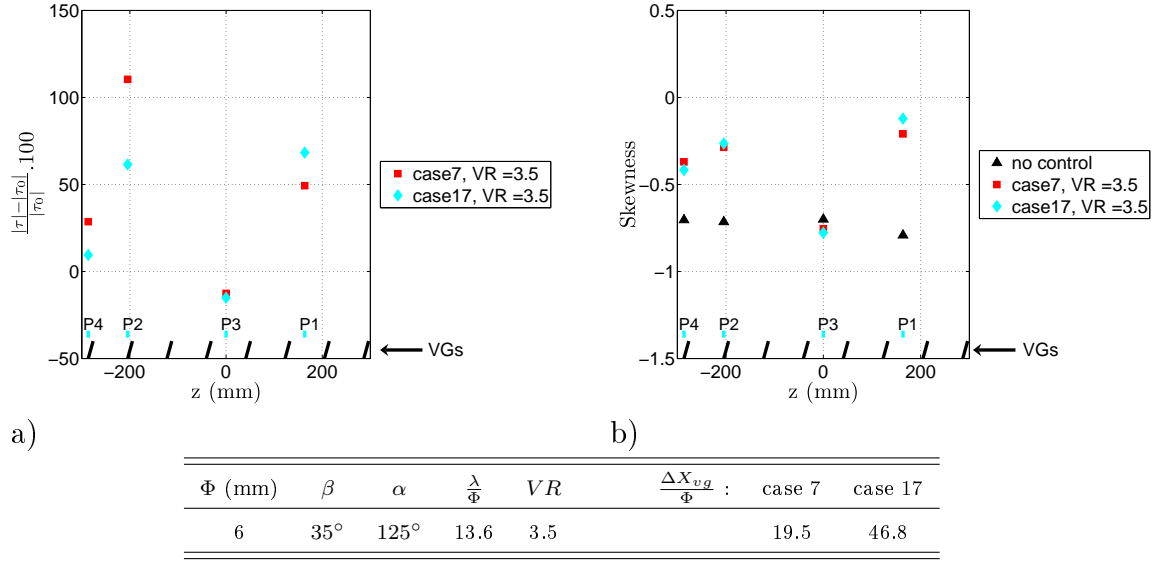 150
100
50
0
−50
|τ|−|τ₀| / |τ₀| .100
P4 P2 P3 P1
−200 0 200
z (mm)
case7, VR =3.5
case17, VR =3.5
VGs
a)
0.5
0
−0.5
−1
−1.5
Skewness
P4 P2 P3 P1
−200 0 200
z (mm)
no control
case7, VR =3.5
case17, VR =3.5
VGs
b)
Φ (mm) β α λ/Φ VR ΔX_vg/Φ : case 7 case 17
6 35° 125° 13.6 3.5 19.5 46.8